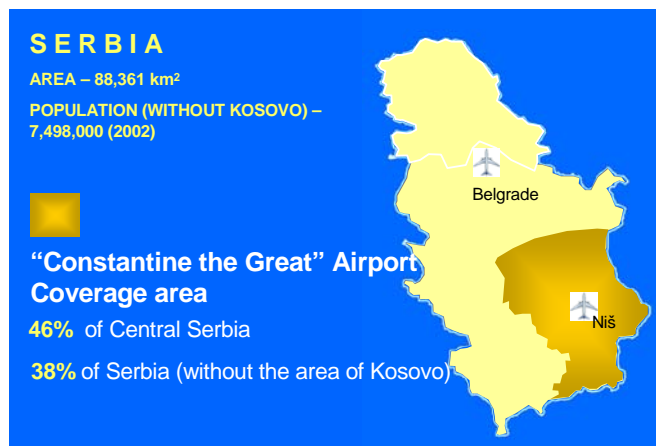 S E R B I A
AREA – 88,361 km²
POPULATION (WITHOUT KOSOVO) –
7,498,000 (2002)
Belgrade
“Constantine the Great” Airport
Coverage area
Niš
46% of Central Serbia
38% of Serbia (without the area of Kosovo)